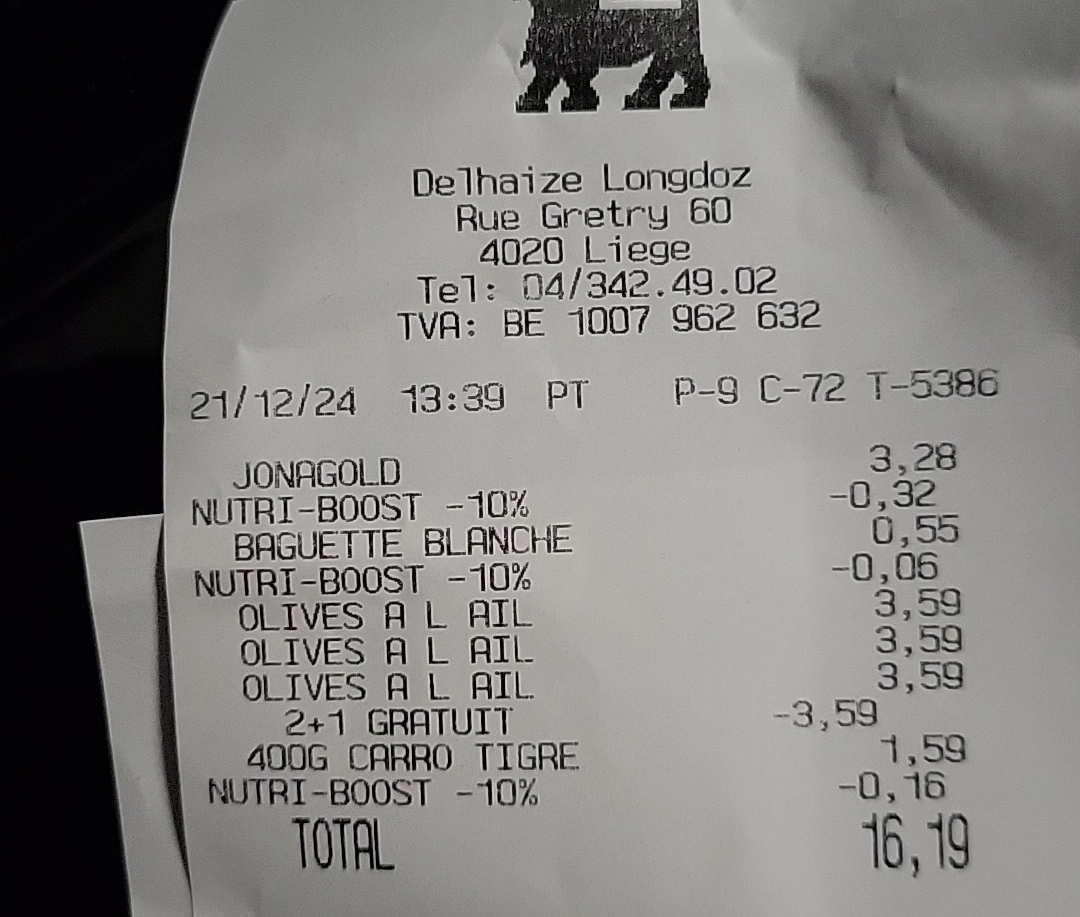 Delhaize Longdoz
Rue Gretry 60
4020 Liege
Tel: 04/342.49.02
TVA: BE 1007 962 632
21/12/24 13:39 PT P-9 C-72 T-5386
JONAGOLD 3,28
NUTRI-BOOST -10% -0,32
BAGUETTE BLANCHE 0,55
NUTRI-BOOST -10% -0,06
OLIVES A L AIL 3,59
OLIVES A L AIL 3,59
OLIVES A L AIL 3,59
2+1 GRATUIT -3,59
400G CARRO TIGRE 1,59
NUTRI-BOOST -10% -0,16
TOTAL 16,19